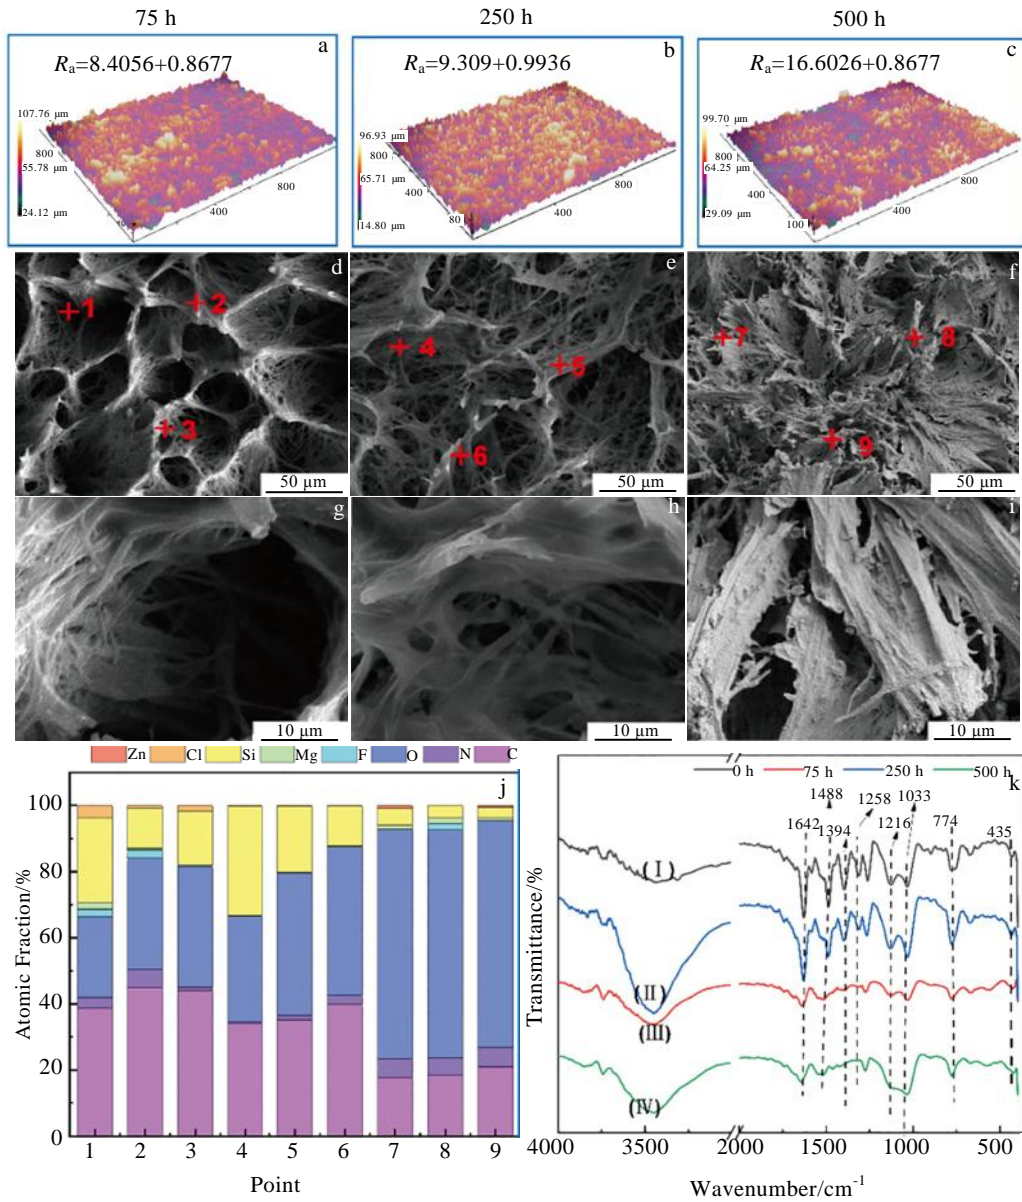 75 h 250 h 500 h
a b c
Ra=8.4056+0.8677 Ra=9.309+0.9936 Ra=16.6026+0.8677
107.76 μm 96.93 μm 99.70 μm
800 800 800
55.78 μm 65.71 μm 64.25 μm
800 800 800
400 400
24.12 μm 400 80 400 100 400
14.80 μm 29.09 μm
d e f
1 2 3 4 5 6 7 8 9
50 μm 50 μm 50 μm
g h i
10 μm 10 μm 10 μm
Zn Cl Si Mg F O N C
j
100
80
60
40
20
0
Atomic Fraction/%
1 2 3 4 5 6 7 8 9
Point
k
0 h 75 h 250 h 500 h
1642 1488 1394 1258 1216 1033 774 435
(I)
(II)
(III)
(IV)
Transmittance/%
4000 3500 1500 1000 500
Wavenumber/cm-1